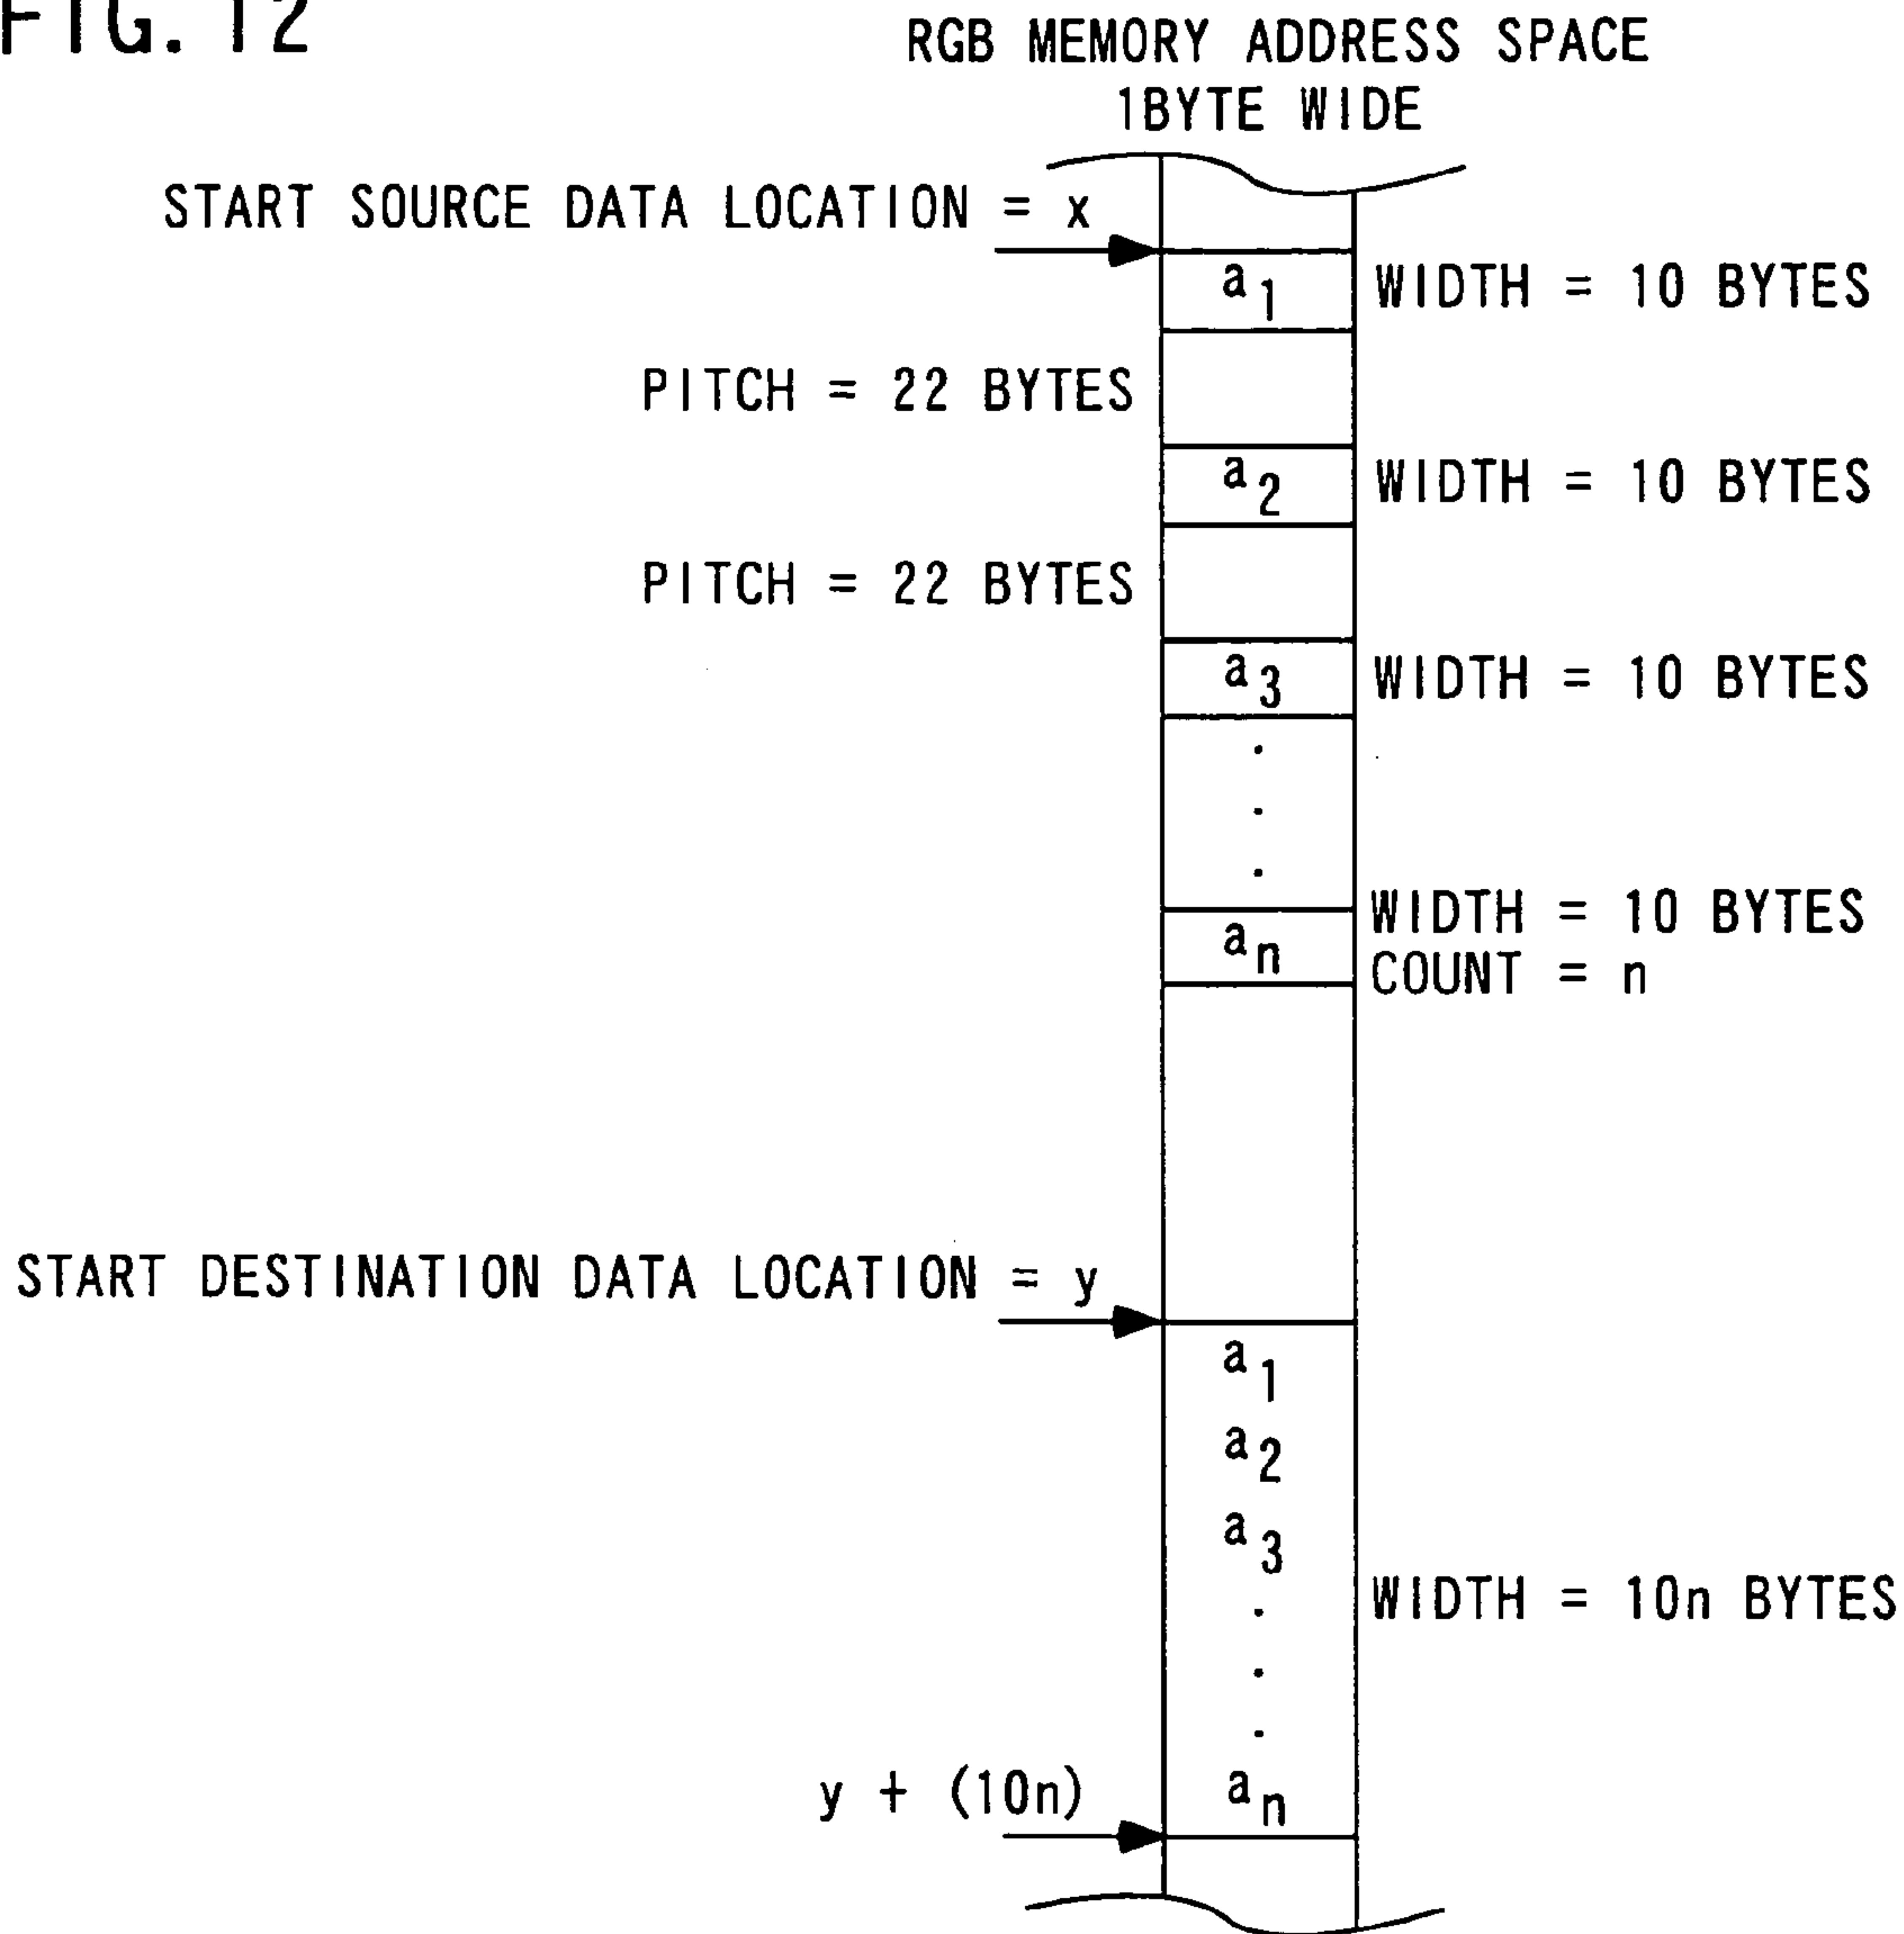 FIG. 12
RGB MEMORY ADDRESS SPACE
1BYTE WIDE
START SOURCE DATA LOCATION = x
a1 WIDTH = 10 BYTES
PITCH = 22 BYTES
a2 WIDTH = 10 BYTES
PITCH = 22 BYTES
a3 WIDTH = 10 BYTES
.
.
.
an WIDTH = 10 BYTES
COUNT = n
START DESTINATION DATA LOCATION = y
a1
a2
a3
. WIDTH = 10n BYTES
.
.
y + (10n) an